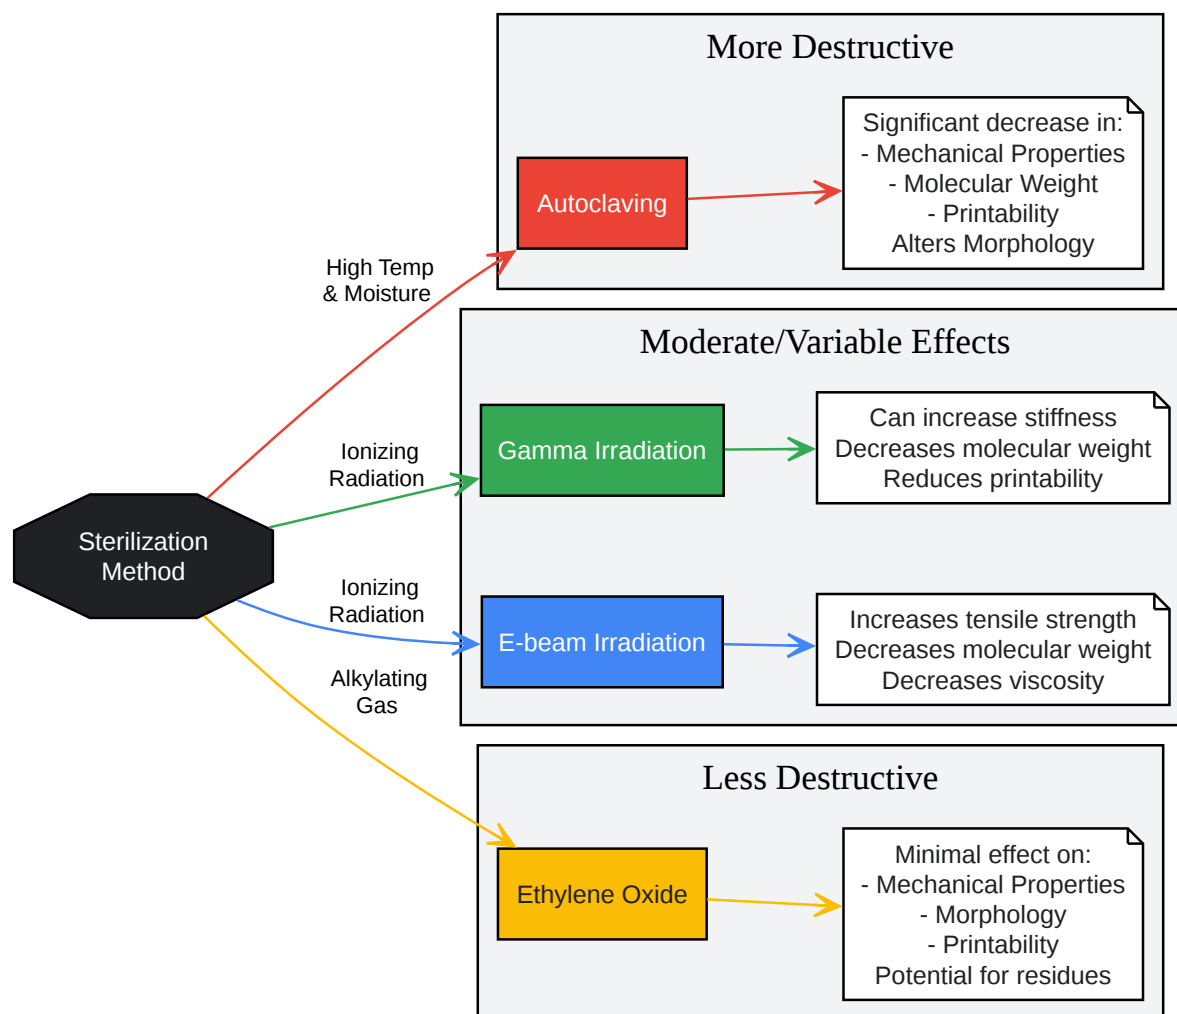 More Destructive
Significant decrease in:
- Mechanical Properties
- Molecular Weight
- Printability
Alters Morphology
Autoclaving
High Temp
& Moisture
Moderate/Variable Effects
Can increase stiffness
Decreases molecular weight
Reduces printability
Gamma Irradiation
Ionizing
Radiation
Sterilization
Method
Ionizing
Radiation
E-beam Irradiation
Increases tensile strength
Decreases molecular weight
Decreases viscosity
Alkylating
Gas
Less Destructive
Ethylene Oxide
Minimal effect on:
- Mechanical Properties
- Morphology
- Printability
Potential for residues